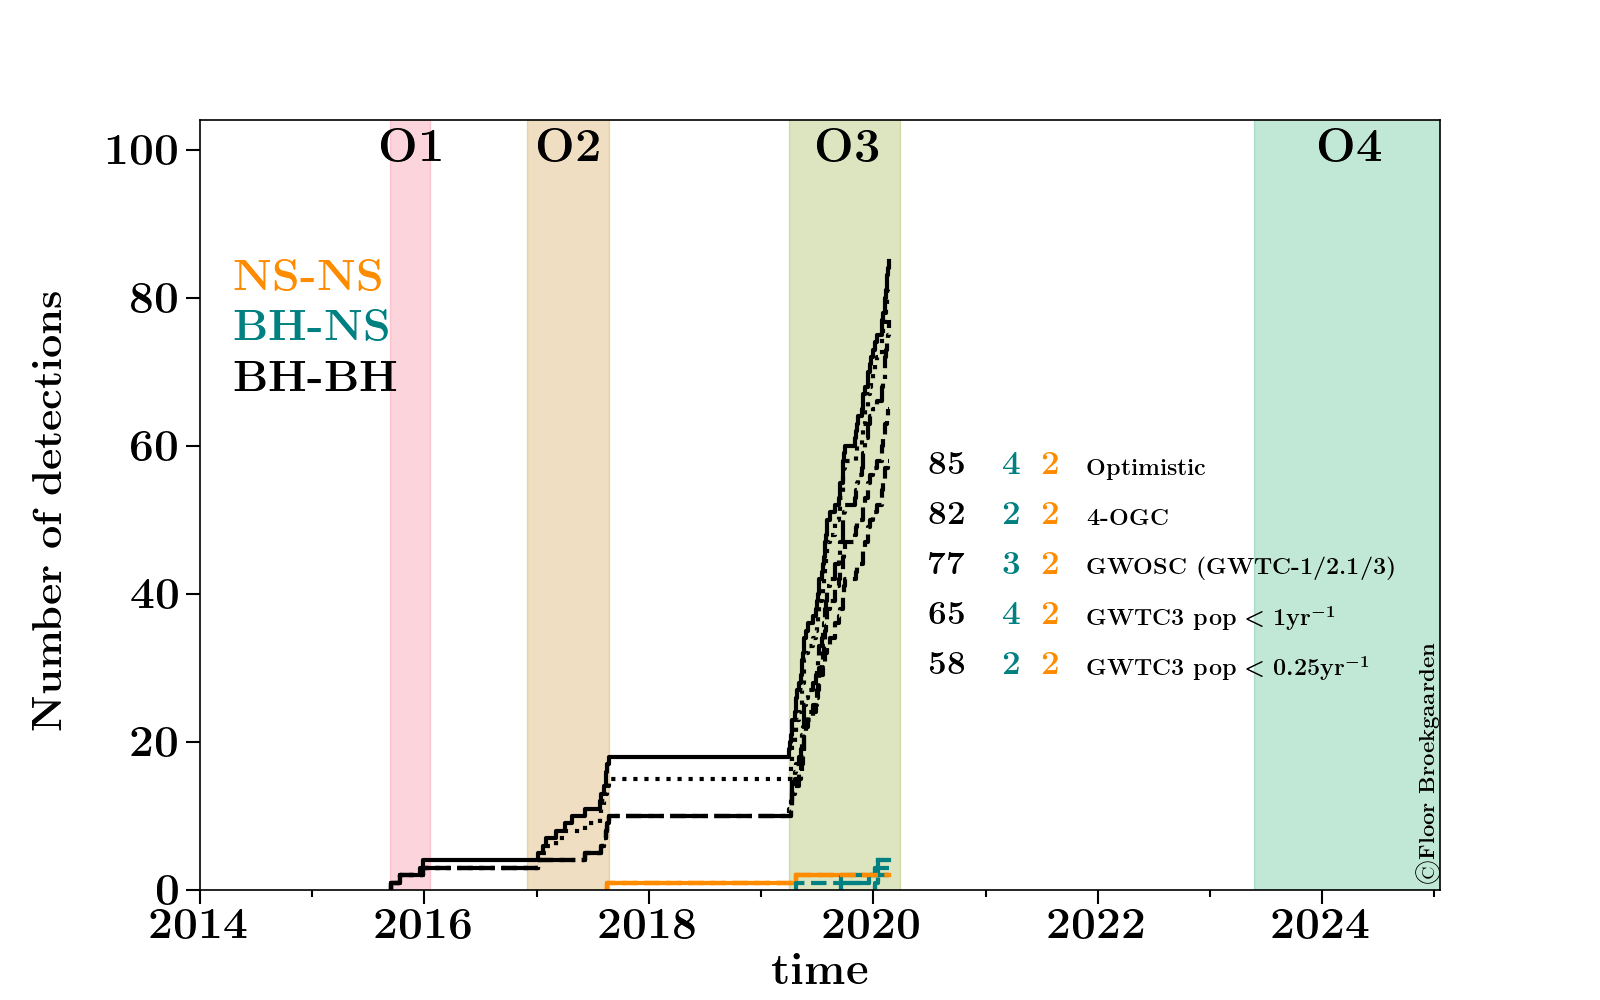 O1 O2 O3 O4
100
80
60
40
20
0
Number of detections
NS-NS
BH-NS
BH-BH
85 4 2 Optimistic
82 2 2 4-OGC
77 3 2 GWOSC (GWTC-1/2.1/3)
65 4 2 GWTC3 pop < 1yr⁻¹
58 2 2 GWTC3 pop < 0.25yr⁻¹
©Floor Broekgaarden
2014 2016 2018 2020 2022 2024
time